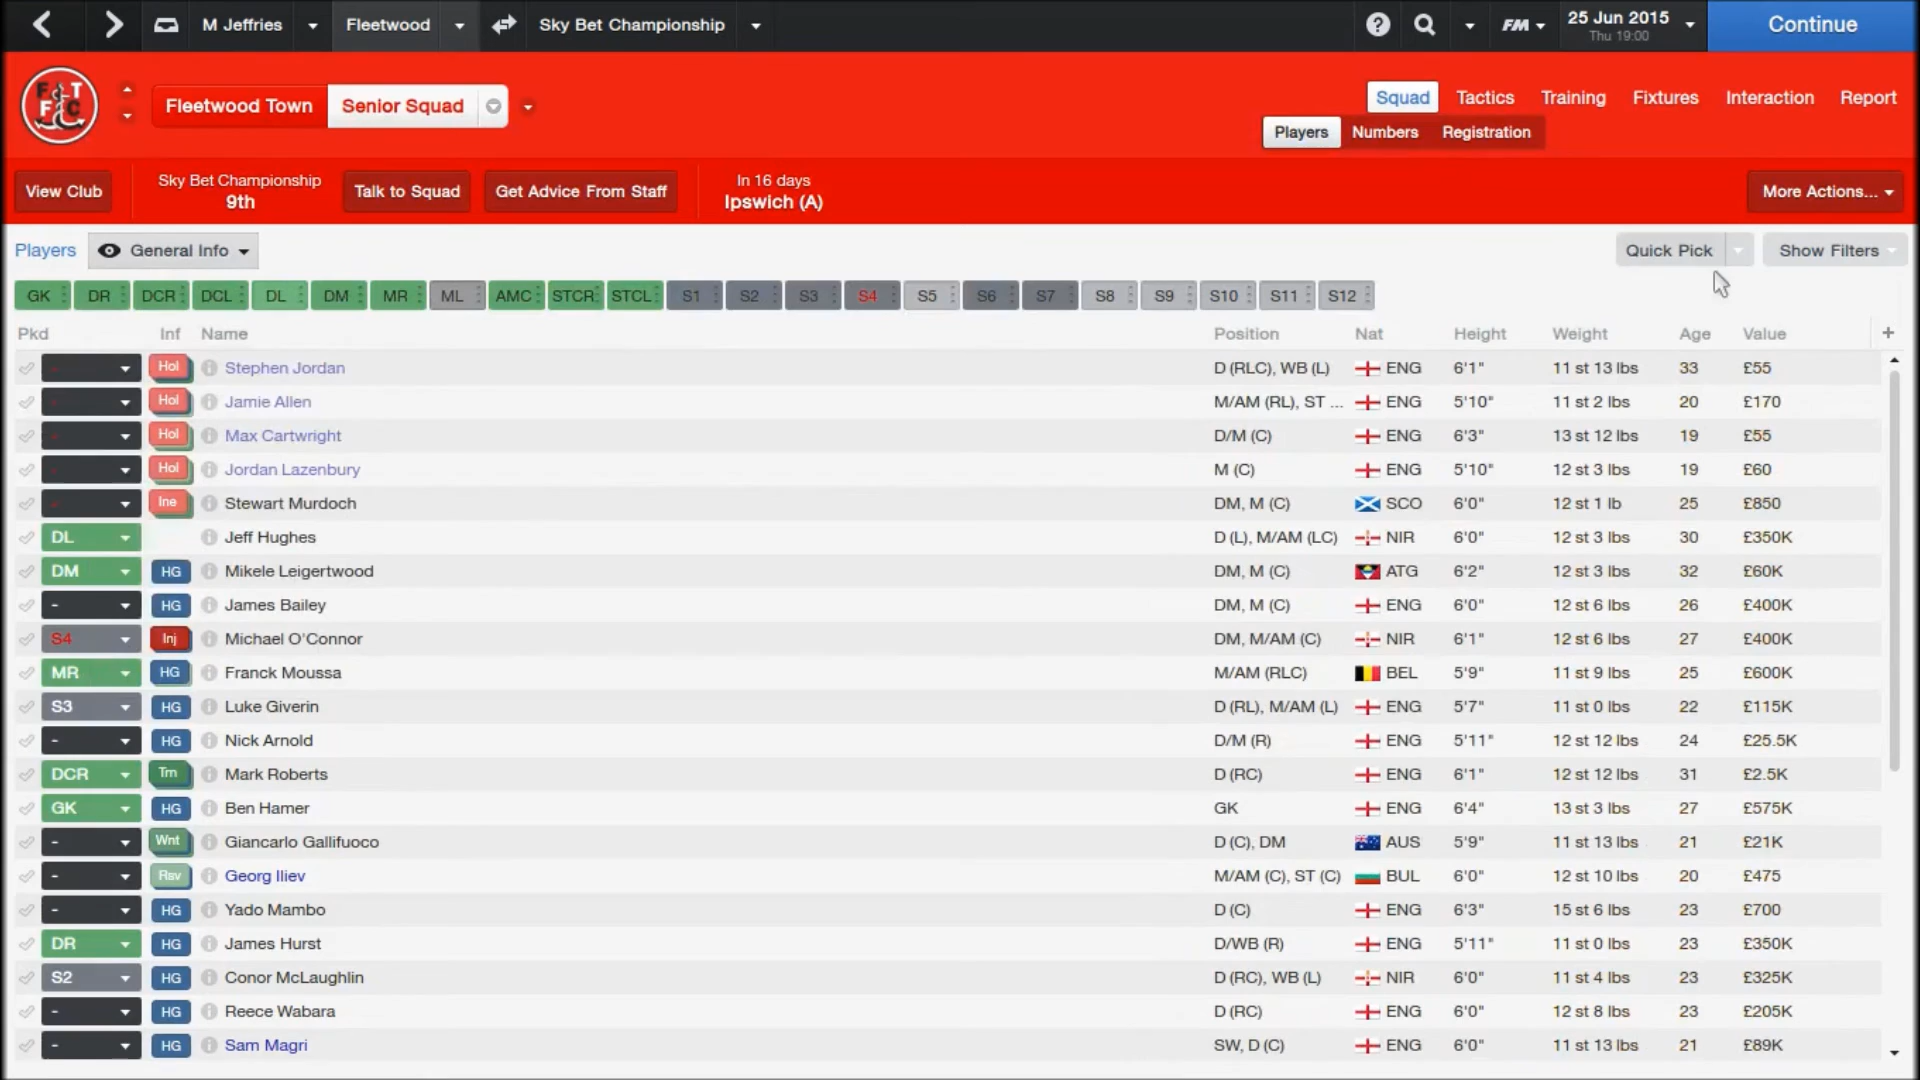 M Jeffries Fleetwood Sky Bet Championship ? FM 25 Jun 2015 Continue
Thu 19:00
F T F C
Fleetwood Town Senior Squad
Squad Tactics Training Fixtures Interaction Report
Players Numbers Registration
View Club Sky Bet Championship Talk to Squad Get Advice From Staff In 16 days More Actions...
9th Ipswich (A)
Players General Info Quick Pick Show Filters
GK DR DCR DCL DL DM MR ML AMC STCR STCL S1 S2 S3 S4 S5 S6 S7 S8 S9 S10 S11 S12
Pkd Inf Name Position Nat Height Weight Age Value +
- Hol Stephen Jordan D (RLC), WB (L) ENG 6'1" 11 st 13 lbs 33 £55
- Hol Jamie Allen M/AM (RL), ST ... ENG 5'10" 11 st 2 lbs 20 £170
- Hol Max Cartwright D/M (C) ENG 6'3" 13 st 12 lbs 19 £55
- Hol Jordan Lazenbury M (C) ENG 5'10" 12 st 3 lbs 19 £60
- Ine Stewart Murdoch DM, M (C) SCO 6'0" 12 st 1 lb 25 £850
DL Jeff Hughes D (L), M/AM (LC) NIR 6'0" 12 st 3 lbs 30 £350K
DM HG Mikele Leigertwood DM, M (C) ATG 6'2" 12 st 3 lbs 32 £60K
- HG James Bailey DM, M (C) ENG 6'0" 12 st 6 lbs 26 £400K
S4 Inj Michael O'Connor DM, M/AM (C) NIR 6'1" 12 st 6 lbs 27 £400K
MR HG Franck Moussa M/AM (RLC) BEL 5'9" 11 st 9 lbs 25 £600K
S3 HG Luke Giverin D (RL), M/AM (L) ENG 5'7" 11 st 0 lbs 22 £115K
- HG Nick Arnold D/M (R) ENG 5'11" 12 st 12 lbs 24 £25.5K
DCR Trn Mark Roberts D (RC) ENG 6'1" 12 st 12 lbs 31 £2.5K
GK HG Ben Hamer GK ENG 6'4" 13 st 3 lbs 27 £575K
- Wnt Giancarlo Gallifuoco D (C), DM AUS 5'9" 11 st 13 lbs 21 £21K
- Rsv Georg Iliev M/AM (C), ST (C) BUL 6'0" 12 st 10 lbs 20 £475
- HG Yado Mambo D (C) ENG 6'3" 15 st 6 lbs 23 £700
DR HG James Hurst D/WB (R) ENG 5'11" 11 st 0 lbs 23 £350K
S2 HG Conor McLaughlin D (RC), WB (L) NIR 6'0" 11 st 4 lbs 23 £325K
- HG Reece Wabara D (RC) ENG 6'0" 12 st 8 lbs 23 £205K
- HG Sam Magri SW, D (C) ENG 6'0" 11 st 13 lbs 21 £89K